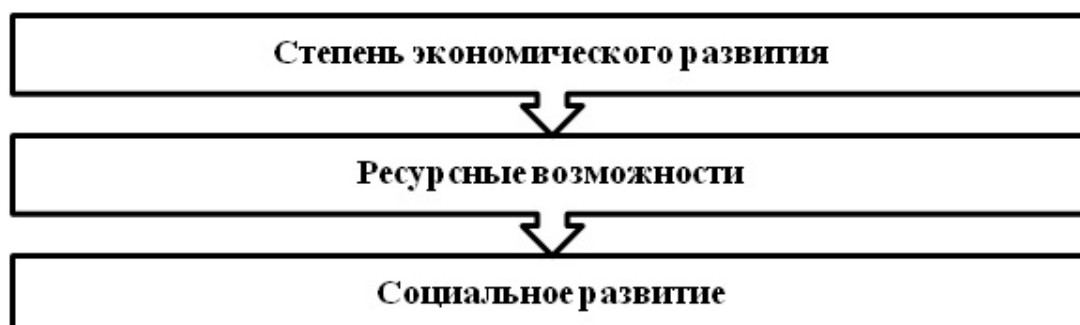 Степень экономического развития
Ресурсные возможности
Социальное развитие